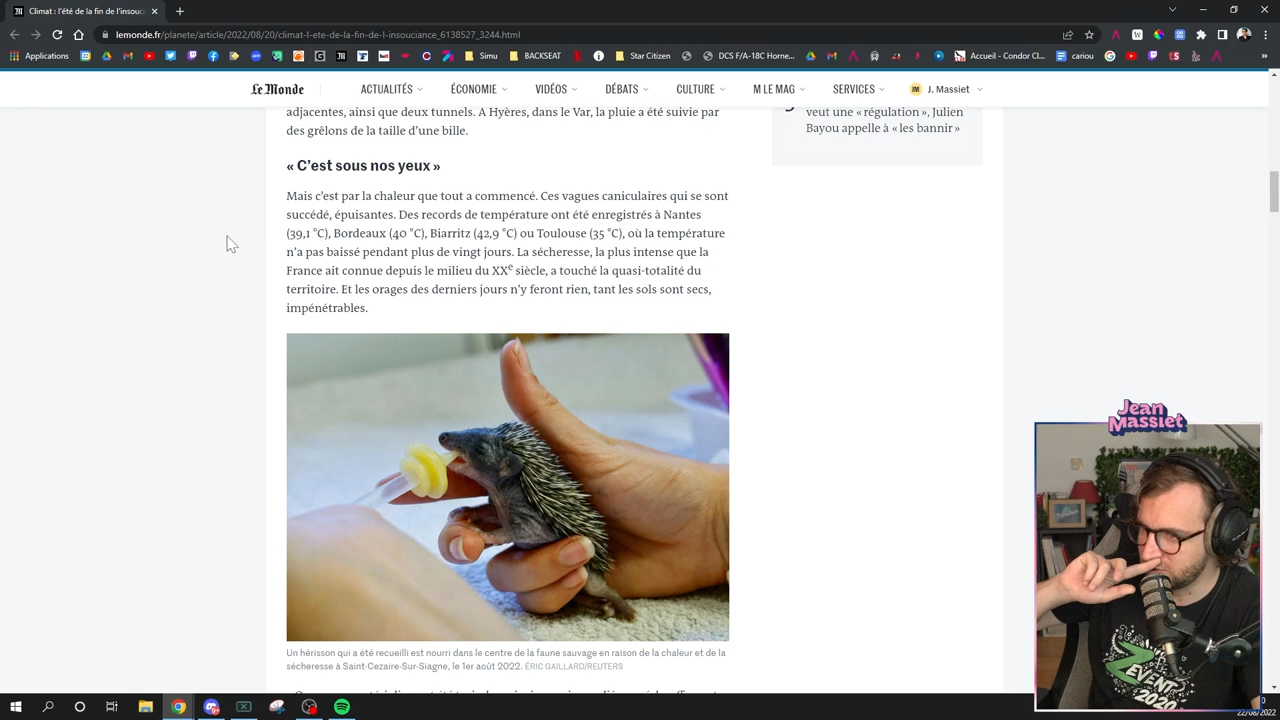 Climat : l'été de la fin de l'insouci
lemonde.fr/planete/article/2022/08/20/climat-l-ete-de-la-fin-de-l-insouciance_6138527_3244.html
Applications
Simu
BACKSEAT
Star Citizen
DCS F/A-18C Horne...
Accueil - Condor Cl...
cariou
Le Monde
ACTUALITÉS
ÉCONOMIE
VIDÉOS
DÉBATS
CULTURE
M LE MAG
SERVICES
JM
J. Massiet
adjacentes, ainsi que deux tunnels. A Hyères, dans le Var, la pluie a été suivie par
des grêlons de la taille d'une bille.
veut une « régulation », Julien
Bayou appelle à « les bannir »
« C'est sous nos yeux »
Mais c'est par la chaleur que tout a commencé. Ces vagues caniculaires qui se sont
succédé, épuisantes. Des records de température ont été enregistrés à Nantes
(39,1 °C), Bordeaux (40 °C), Biarritz (42,9 °C) ou Toulouse (35 °C), où la température
n'a pas baissé pendant plus de vingt jours. La sécheresse, la plus intense que la
France ait connue depuis le milieu du XXe siècle, a touché la quasi-totalité du
territoire. Et les orages des derniers jours n'y feront rien, tant les sols sont secs,
impénétrables.
Un hérisson qui a été recueilli est nourri dans le centre de la faune sauvage en raison de la chaleur et de la
sécheresse à Saint-Cezaire-Sur-Siagne, le 1er août 2022. ÉRIC GAILLARD/REUTERS
Jean
Massiet
ZEVENT
2020
22/08/2022